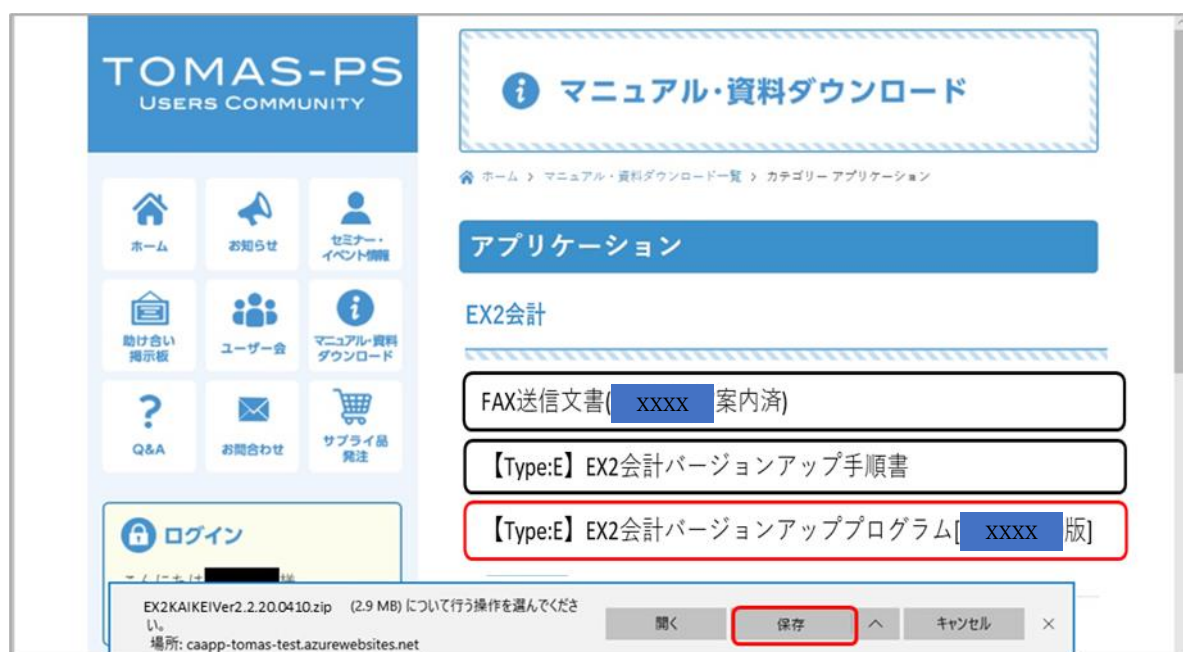 TOMAS-PS
USERS COMMUNITY
ホーム
お知らせ
セミナー・
イベント情報
助け合い
掲示板
ユーザー会
マニュアル・資料
ダウンロード
Q&A
お問合わせ
サプライ品
発注
ログイン
マニュアル・資料ダウンロード
ホーム > マニュアル・資料ダウンロード一覧 > カテゴリー アプリケーション
アプリケーション
EX2会計
FAX送信文書( XXXX 案内済)
【Type:E】EX2会計バージョンアップ手順書
【Type:E】EX2会計バージョンアッププログラム[ XXXX 版]
EX2KAIKEIVer2.2.20.0410.zip (2.9 MB) について行う操作を選んでくださ
い。
場所: caapp-tomas-test.azurewebsites.net
開く
保存
キャンセル